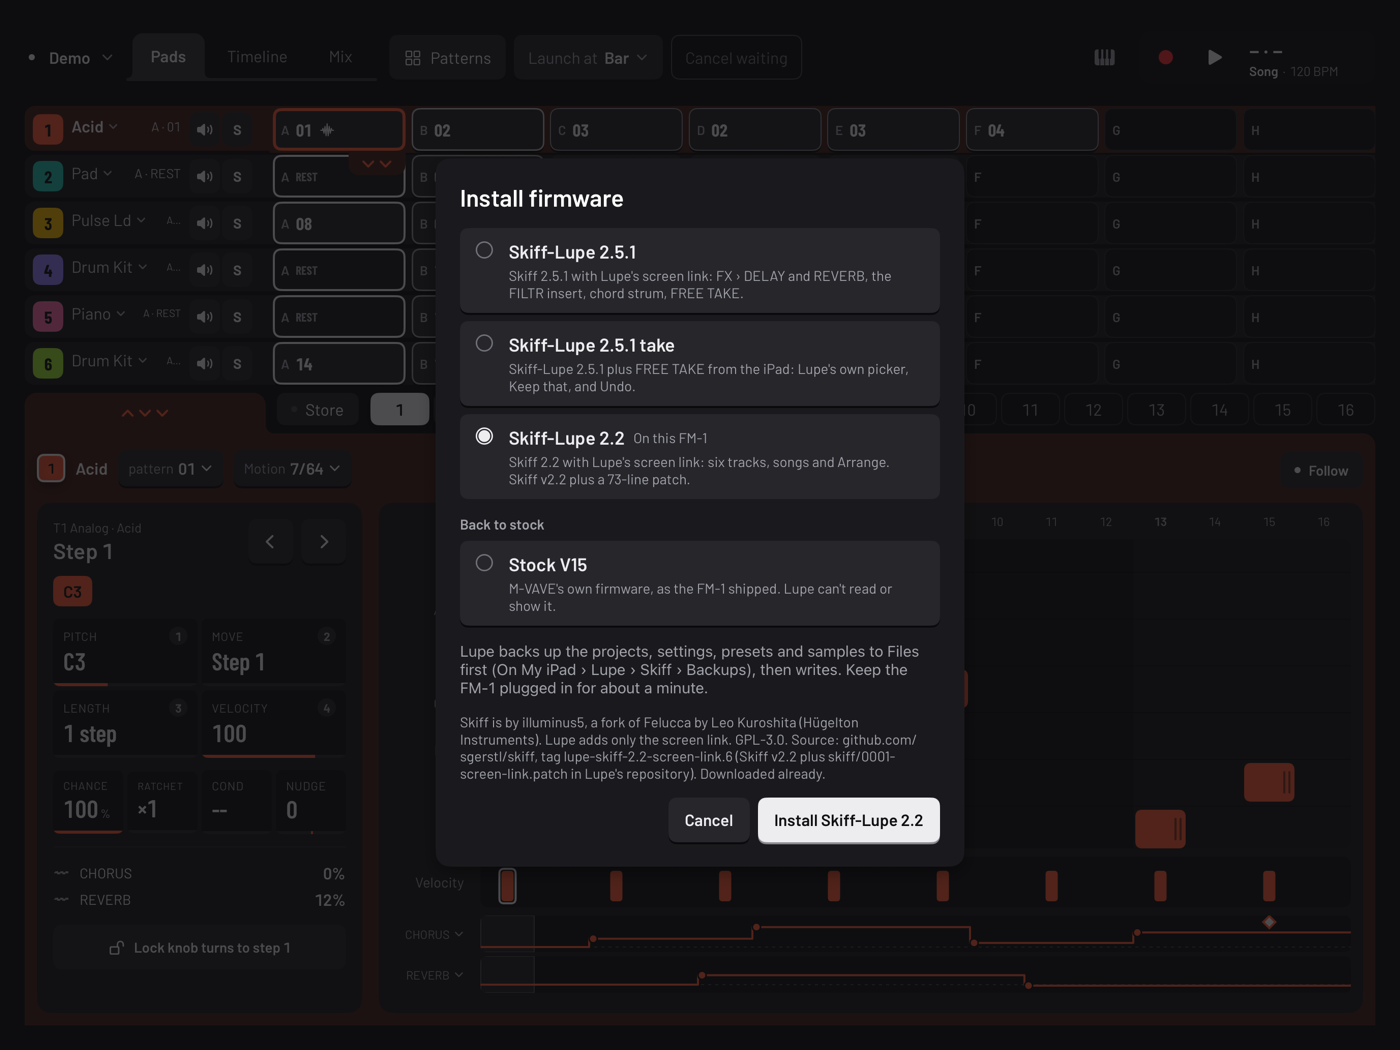 Demo
Pads
Timeline
Mix
Patterns
Launch at Bar
Cancel waiting
Song · 120 BPM
1 Acid A · 01 S A 01 B 02 C 03 D 02 E 03 F 04 G H
2 Pad A · REST S A REST B F G H
3 Pulse Ld A... S A 08 B F G H
4 Drum Kit A... S A REST B F G H
5 Piano A · REST S A REST B F G H
6 Drum Kit A... S A 14 B F G H
Store 1 11 12 13 14 15 16
1 Acid pattern 01 Motion 7/64 Follow
T1 Analog · Acid
Step 1
C3
PITCH 1 MOVE 2
C3 Step 1
LENGTH 3 VELOCITY 4
1 step 100
CHANCE RATCHET COND NUDGE
100% ×1 -- 0
CHORUS 0%
REVERB 12%
Lock knob turns to step 1
10 11 12 13 14 15 16
Install firmware
Skiff-Lupe 2.5.1
Skiff 2.5.1 with Lupe's screen link: FX › DELAY and REVERB, the
FILTR insert, chord strum, FREE TAKE.
Skiff-Lupe 2.5.1 take
Skiff-Lupe 2.5.1 plus FREE TAKE from the iPad: Lupe's own picker,
Keep that, and Undo.
Skiff-Lupe 2.2 On this FM-1
Skiff 2.2 with Lupe's screen link: six tracks, songs and Arrange.
Skiff v2.2 plus a 73-line patch.
Back to stock
Stock V15
M-VAVE's own firmware, as the FM-1 shipped. Lupe can't read or
show it.
Lupe backs up the projects, settings, presets and samples to Files
first (On My iPad › Lupe › Skiff › Backups), then writes. Keep the
FM-1 plugged in for about a minute.
Skiff is by illuminus5, a fork of Felucca by Leo Kuroshita (Hügelton
Instruments). Lupe adds only the screen link. GPL-3.0. Source: github.com/
sgerstl/skiff, tag lupe-skiff-2.2-screen-link.6 (Skiff v2.2 plus skiff/0001-
screen-link.patch in Lupe's repository). Downloaded already.
Cancel
Install Skiff-Lupe 2.2
Velocity
CHORUS
REVERB